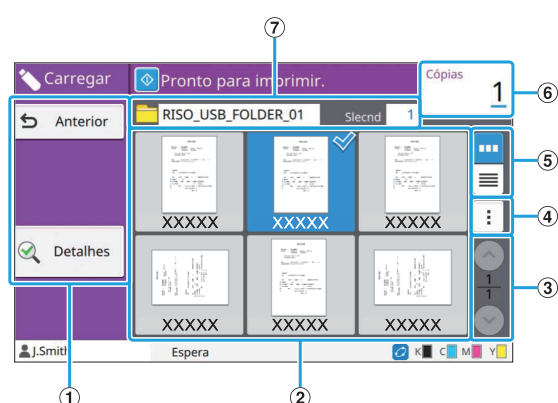 ⑦
Carregar
Pronto para imprimir.
Cópias
1
⑥
Anterior
RISO_USB_FOLDER_01
Slecnd
1
⑤
XXXXX XXXXX XXXXX
④
Detalhes
1
1
③
XXXXX XXXXX XXXXX
J.Smith
Espera
K C M Y
① ②